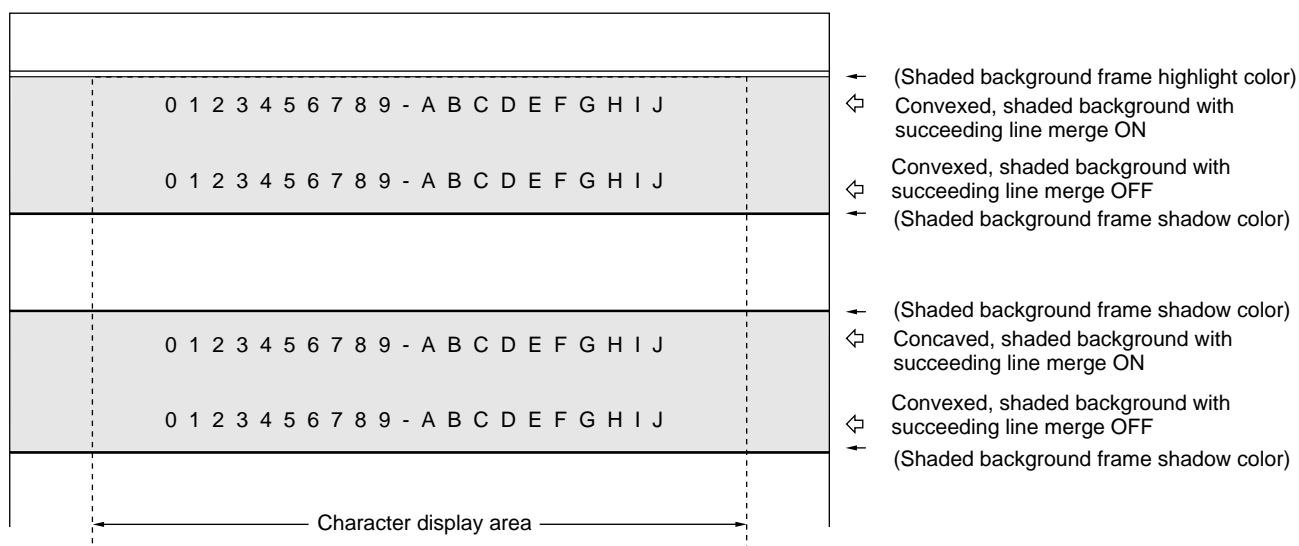 (Shaded background frame highlight color)
0 1 2 3 4 5 6 7 8 9 - A B C D E F G H I J
Convexed, shaded background with
succeeding line merge ON
0 1 2 3 4 5 6 7 8 9 - A B C D E F G H I J
Convexed, shaded background with
succeeding line merge OFF
(Shaded background frame shadow color)
(Shaded background frame shadow color)
0 1 2 3 4 5 6 7 8 9 - A B C D E F G H I J
Concaved, shaded background with
succeeding line merge ON
0 1 2 3 4 5 6 7 8 9 - A B C D E F G H I J
Convexed, shaded background with
succeeding line merge OFF
(Shaded background frame shadow color)
Character display area